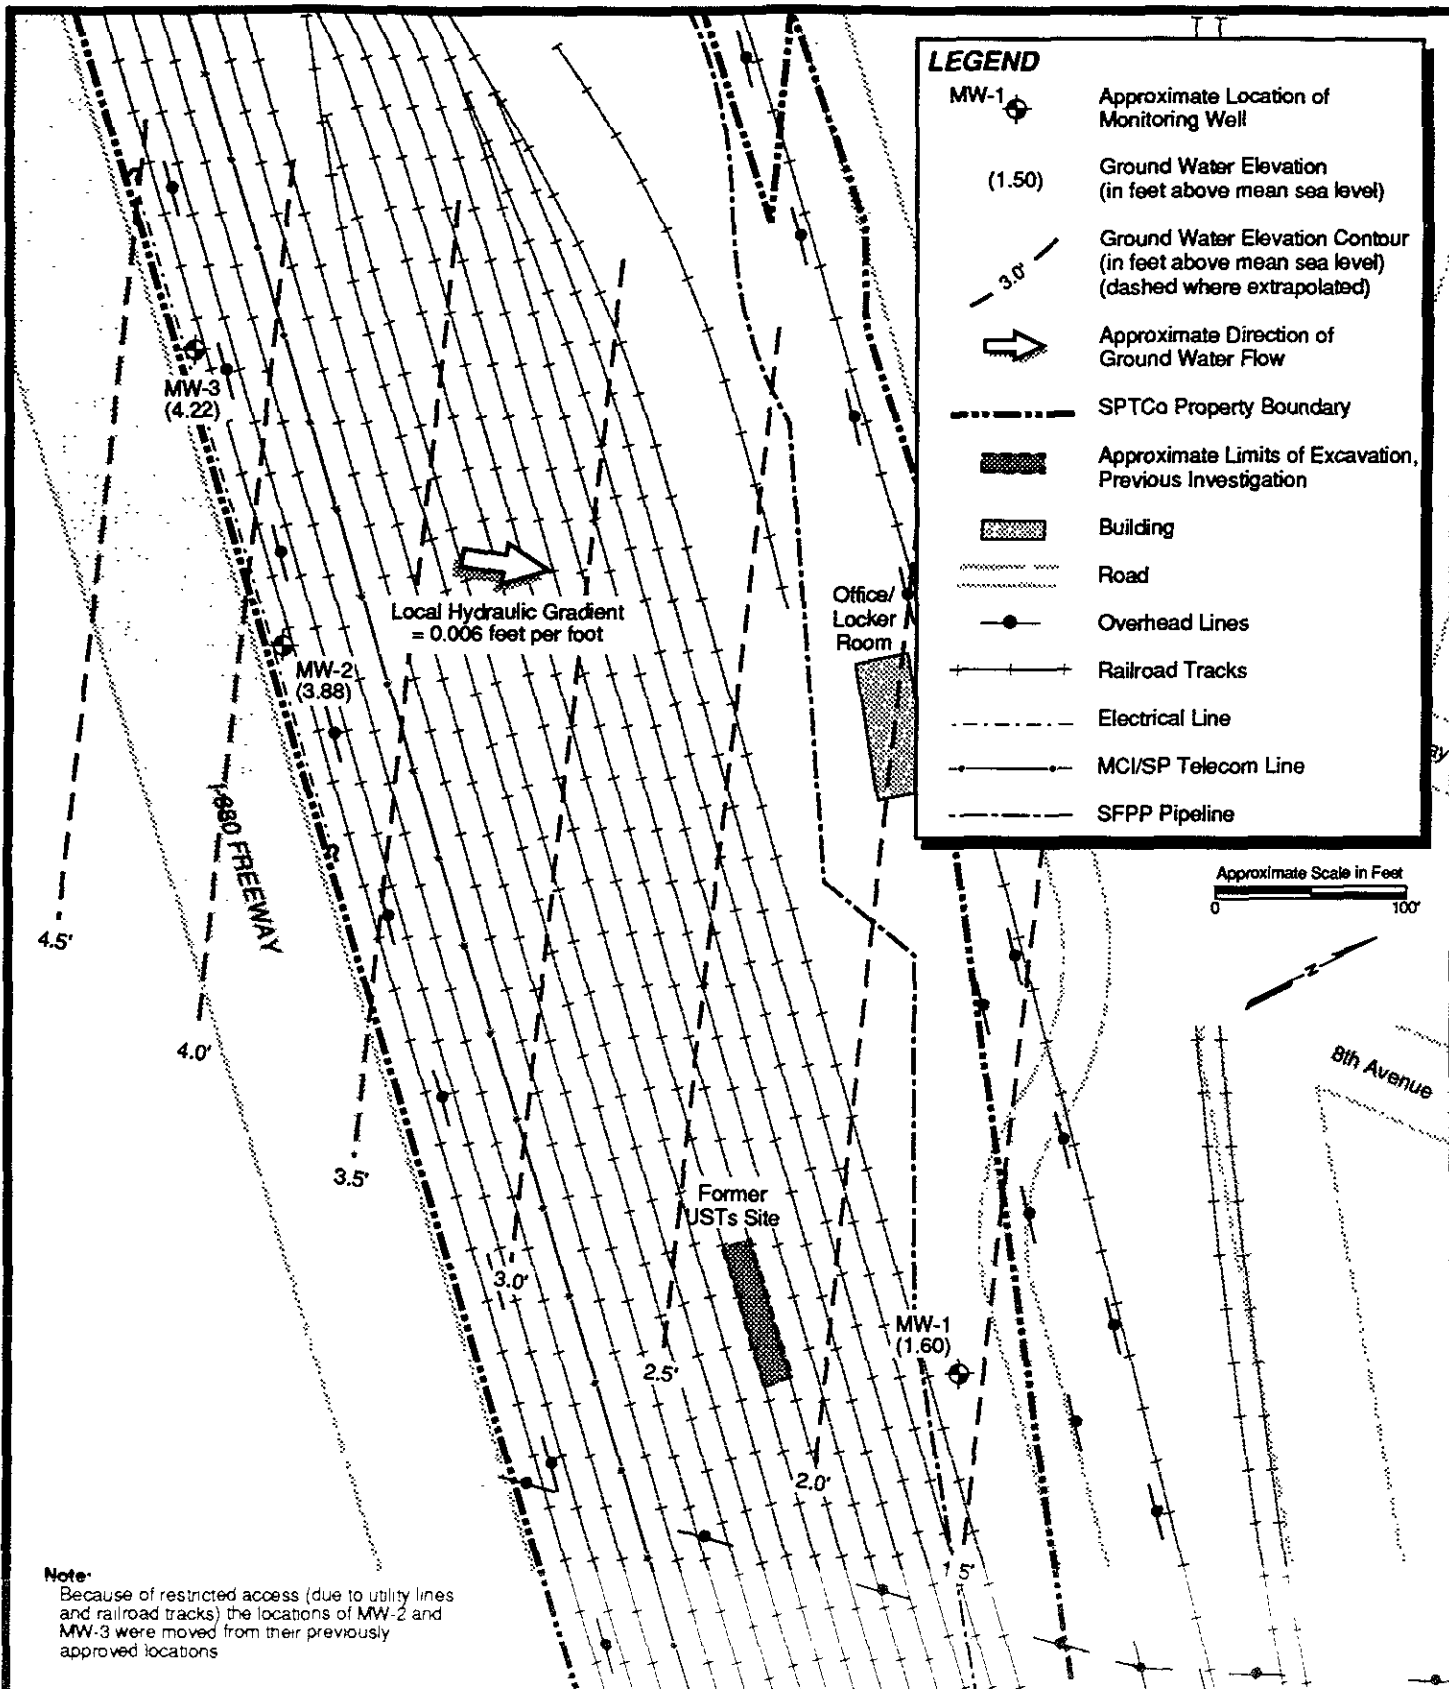 LEGEND
MW-1
Approximate Location of
Monitoring Well
(1.50)
Ground Water Elevation
(in feet above mean sea level)
3.0'
Ground Water Elevation Contour
(in feet above mean sea level)
(dashed where extrapolated)
Approximate Direction of
Ground Water Flow
SPTCo Property Boundary
Approximate Limits of Excavation,
Previous Investigation
Building
Road
Overhead Lines
Railroad Tracks
Electrical Line
MCI/SP Telecom Line
SFPP Pipeline
Approximate Scale in Feet
0 100'
N
8th Avenue
MW-3
(4.22)
MW-2
(3.88)
Local Hydraulic Gradient
= 0.006 feet per foot
Office/
Locker
Room
I-880 FREEWAY
4.5'
4.0'
3.5'
3.0'
2.5'
2.0'
1 5'
Former
USTs Site
MW-1
(1.60)
Note:
Because of restricted access (due to utility lines
and railroad tracks) the locations of MW-2 and
MW-3 were moved from their previously
approved locations